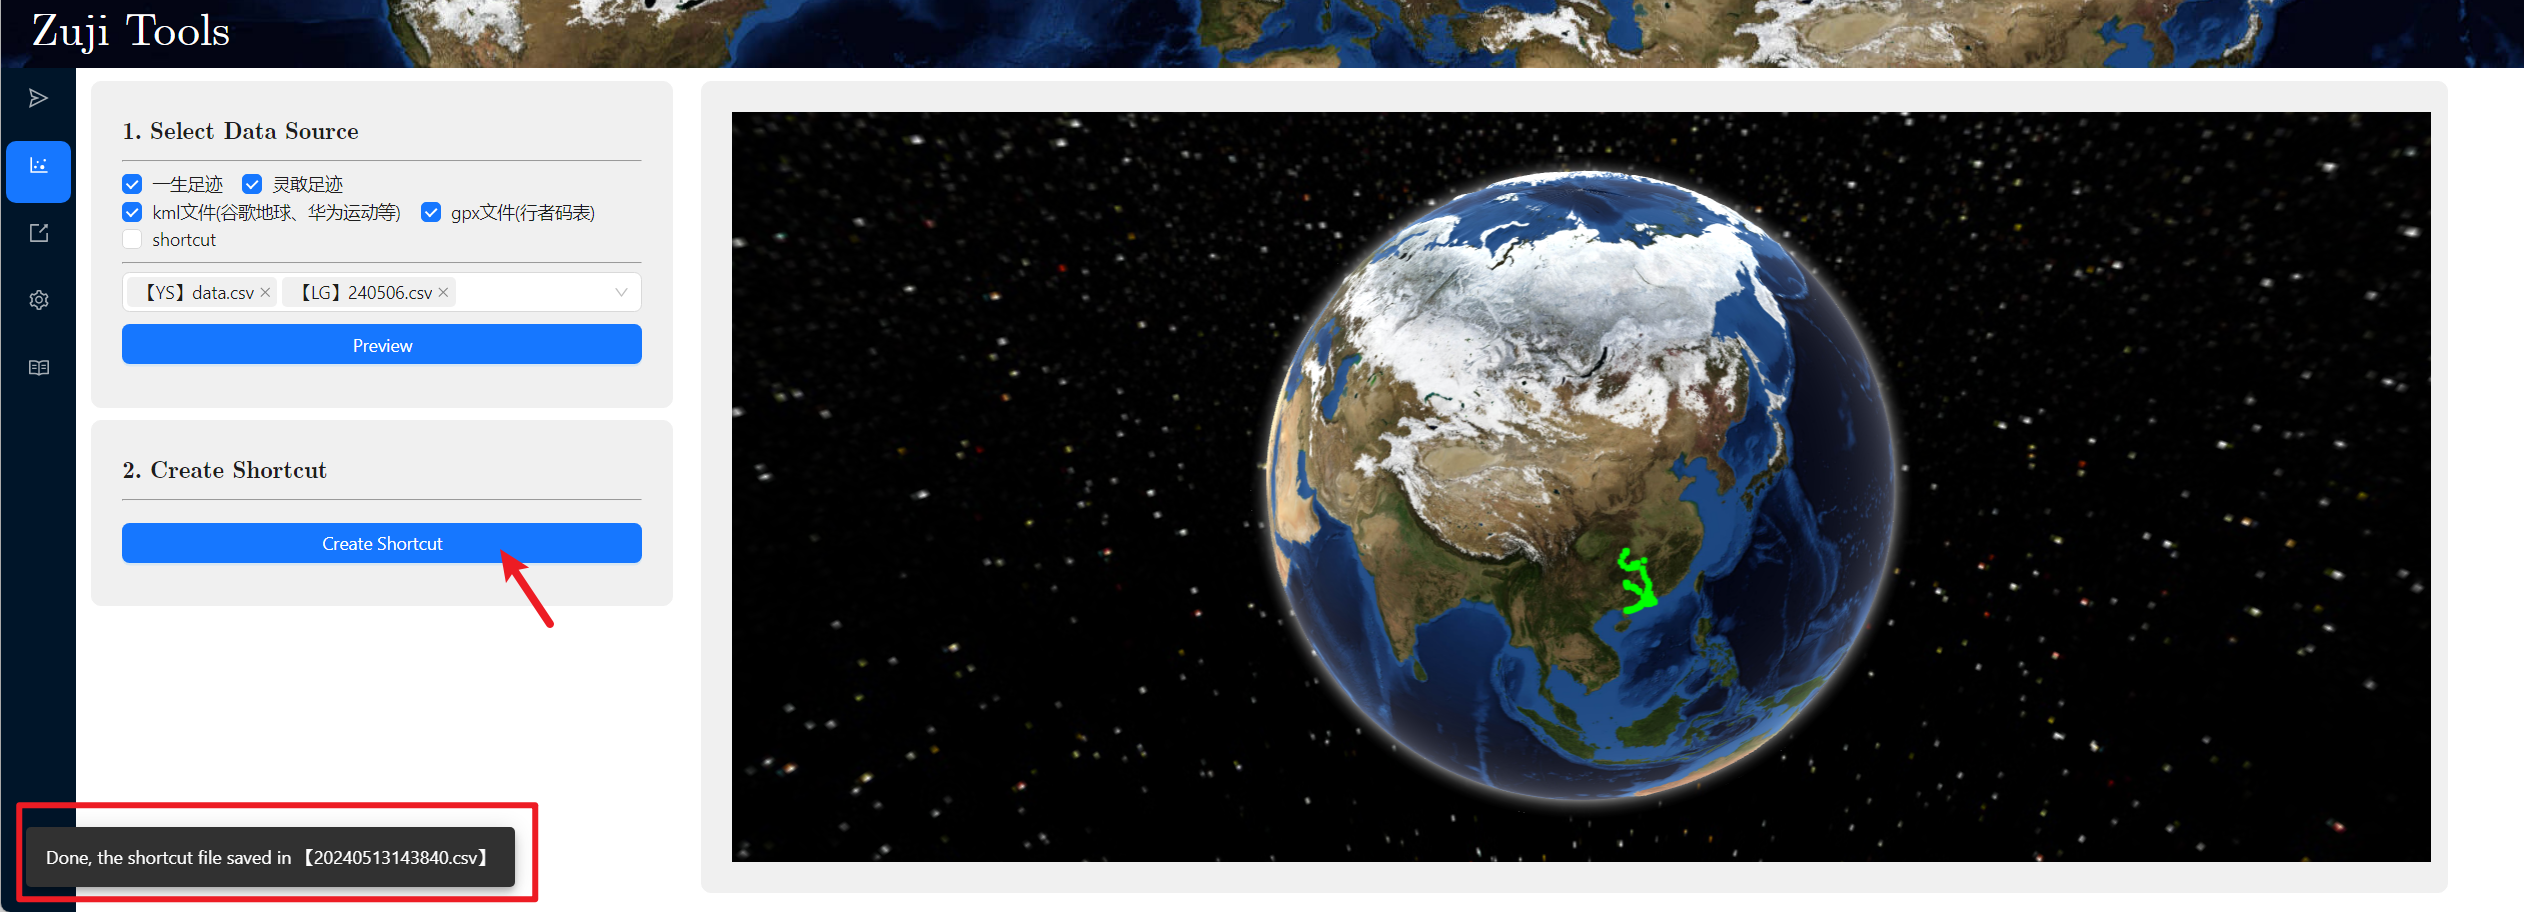 Zuji Tools
1. Select Data Source
一生足迹 灵敢足迹
kml文件(谷歌地球、华为运动等) gpx文件(行者码表)
shortcut
【YS】data.csv 【LG】240506.csv
Preview
2. Create Shortcut
Create Shortcut
Done, the shortcut file saved in 【20240513143840.csv】